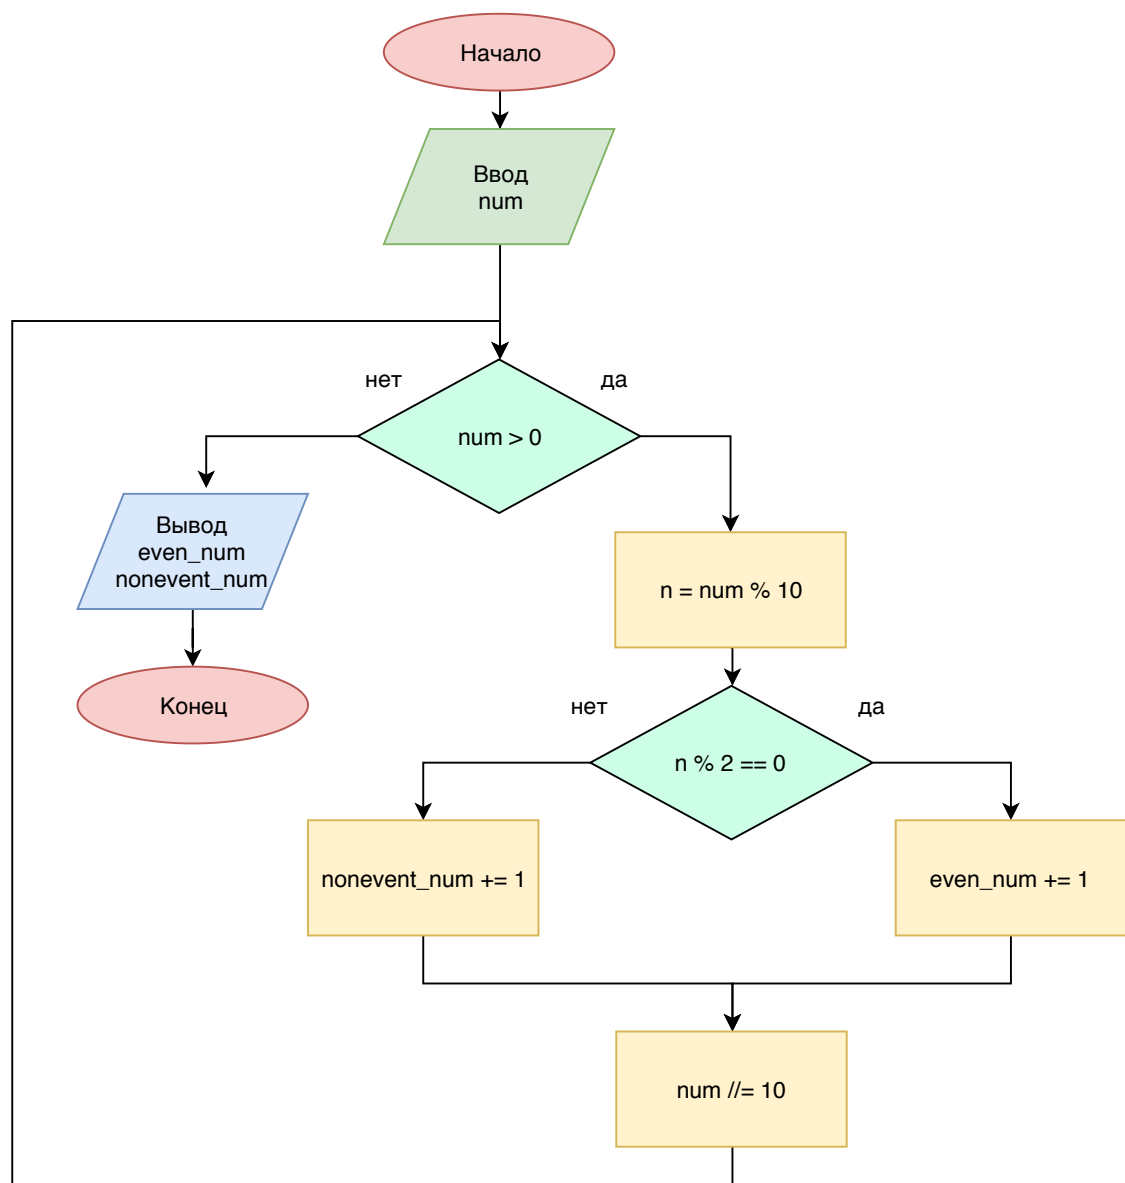 Начало
Ввод
num
нет
да
num > 0
Вывод
even_num
nonevent_num
n = num % 10
Конец
нет
да
n % 2 == 0
nonevent_num += 1
even_num += 1
num //= 10